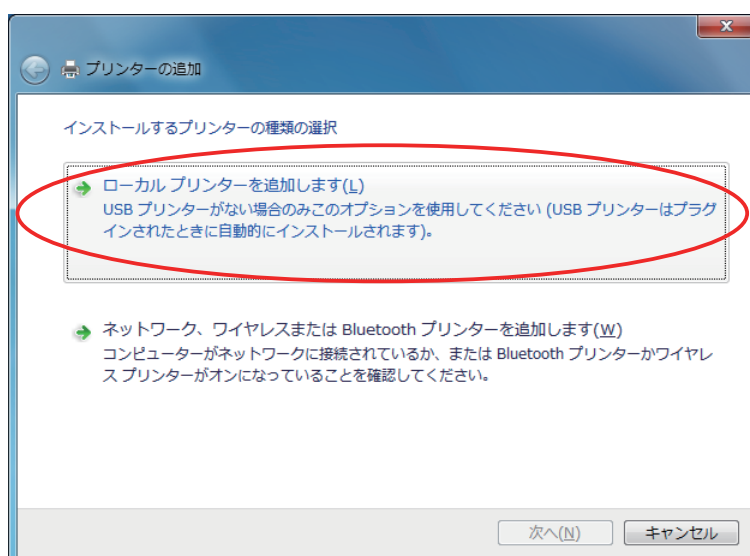 プリンターの追加
インストールするプリンターの種類の選択
ローカル プリンターを追加します(L)
USB プリンターがない場合のみこのオプションを使用してください (USB プリンターはプラグ
インされたときに自動的にインストールされます)。
ネットワーク、ワイヤレスまたは Bluetooth プリンターを追加します(W)
コンピューターがネットワークに接続されているか、または Bluetooth プリンターかワイヤレ
ス プリンターがオンになっていることを確認してください。
次へ(N) キャンセル